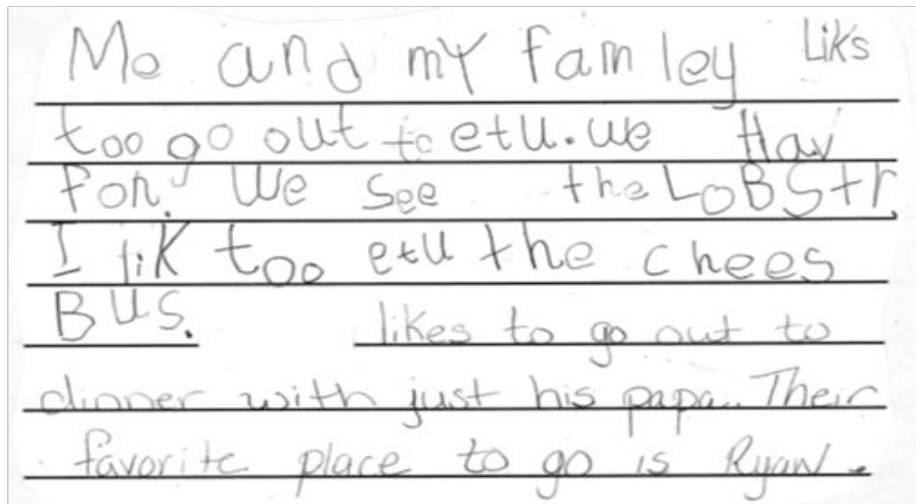 Me and my famley Liks
too go out to etu. we Hav
fon. We see the LoBStr.
I lik too etu the chees
BUS. likes to go out to
dinner with just his papa. Their
favorite place to go is Ryan.